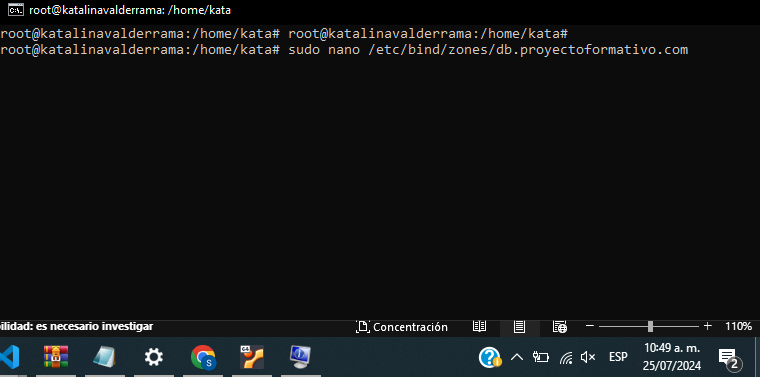 root@katalinavalderrama: /home/kata
root@katalinavalderrama:/home/kata# root@katalinavalderrama:/home/kata#
root@katalinavalderrama:/home/kata# sudo nano /etc/bind/zones/db.proyectoformativo.com
bilidad: es necesario investigar
Concentración
110%
ESP
10:49 a. m.
25/07/2024
2